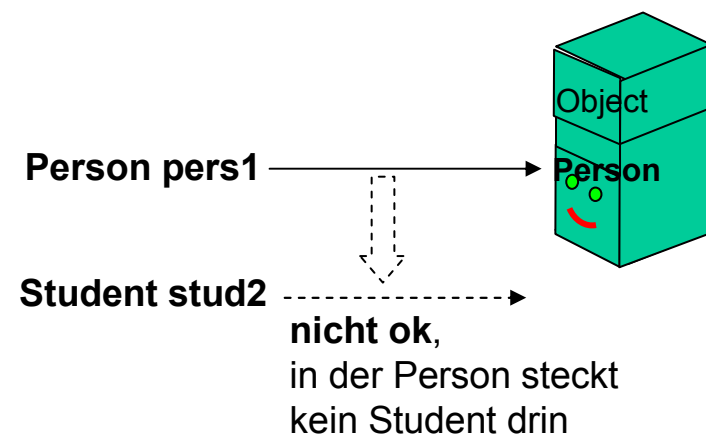 Object
Person pers1
Person
Student stud2
nicht ok,
in der Person steckt
kein Student drin